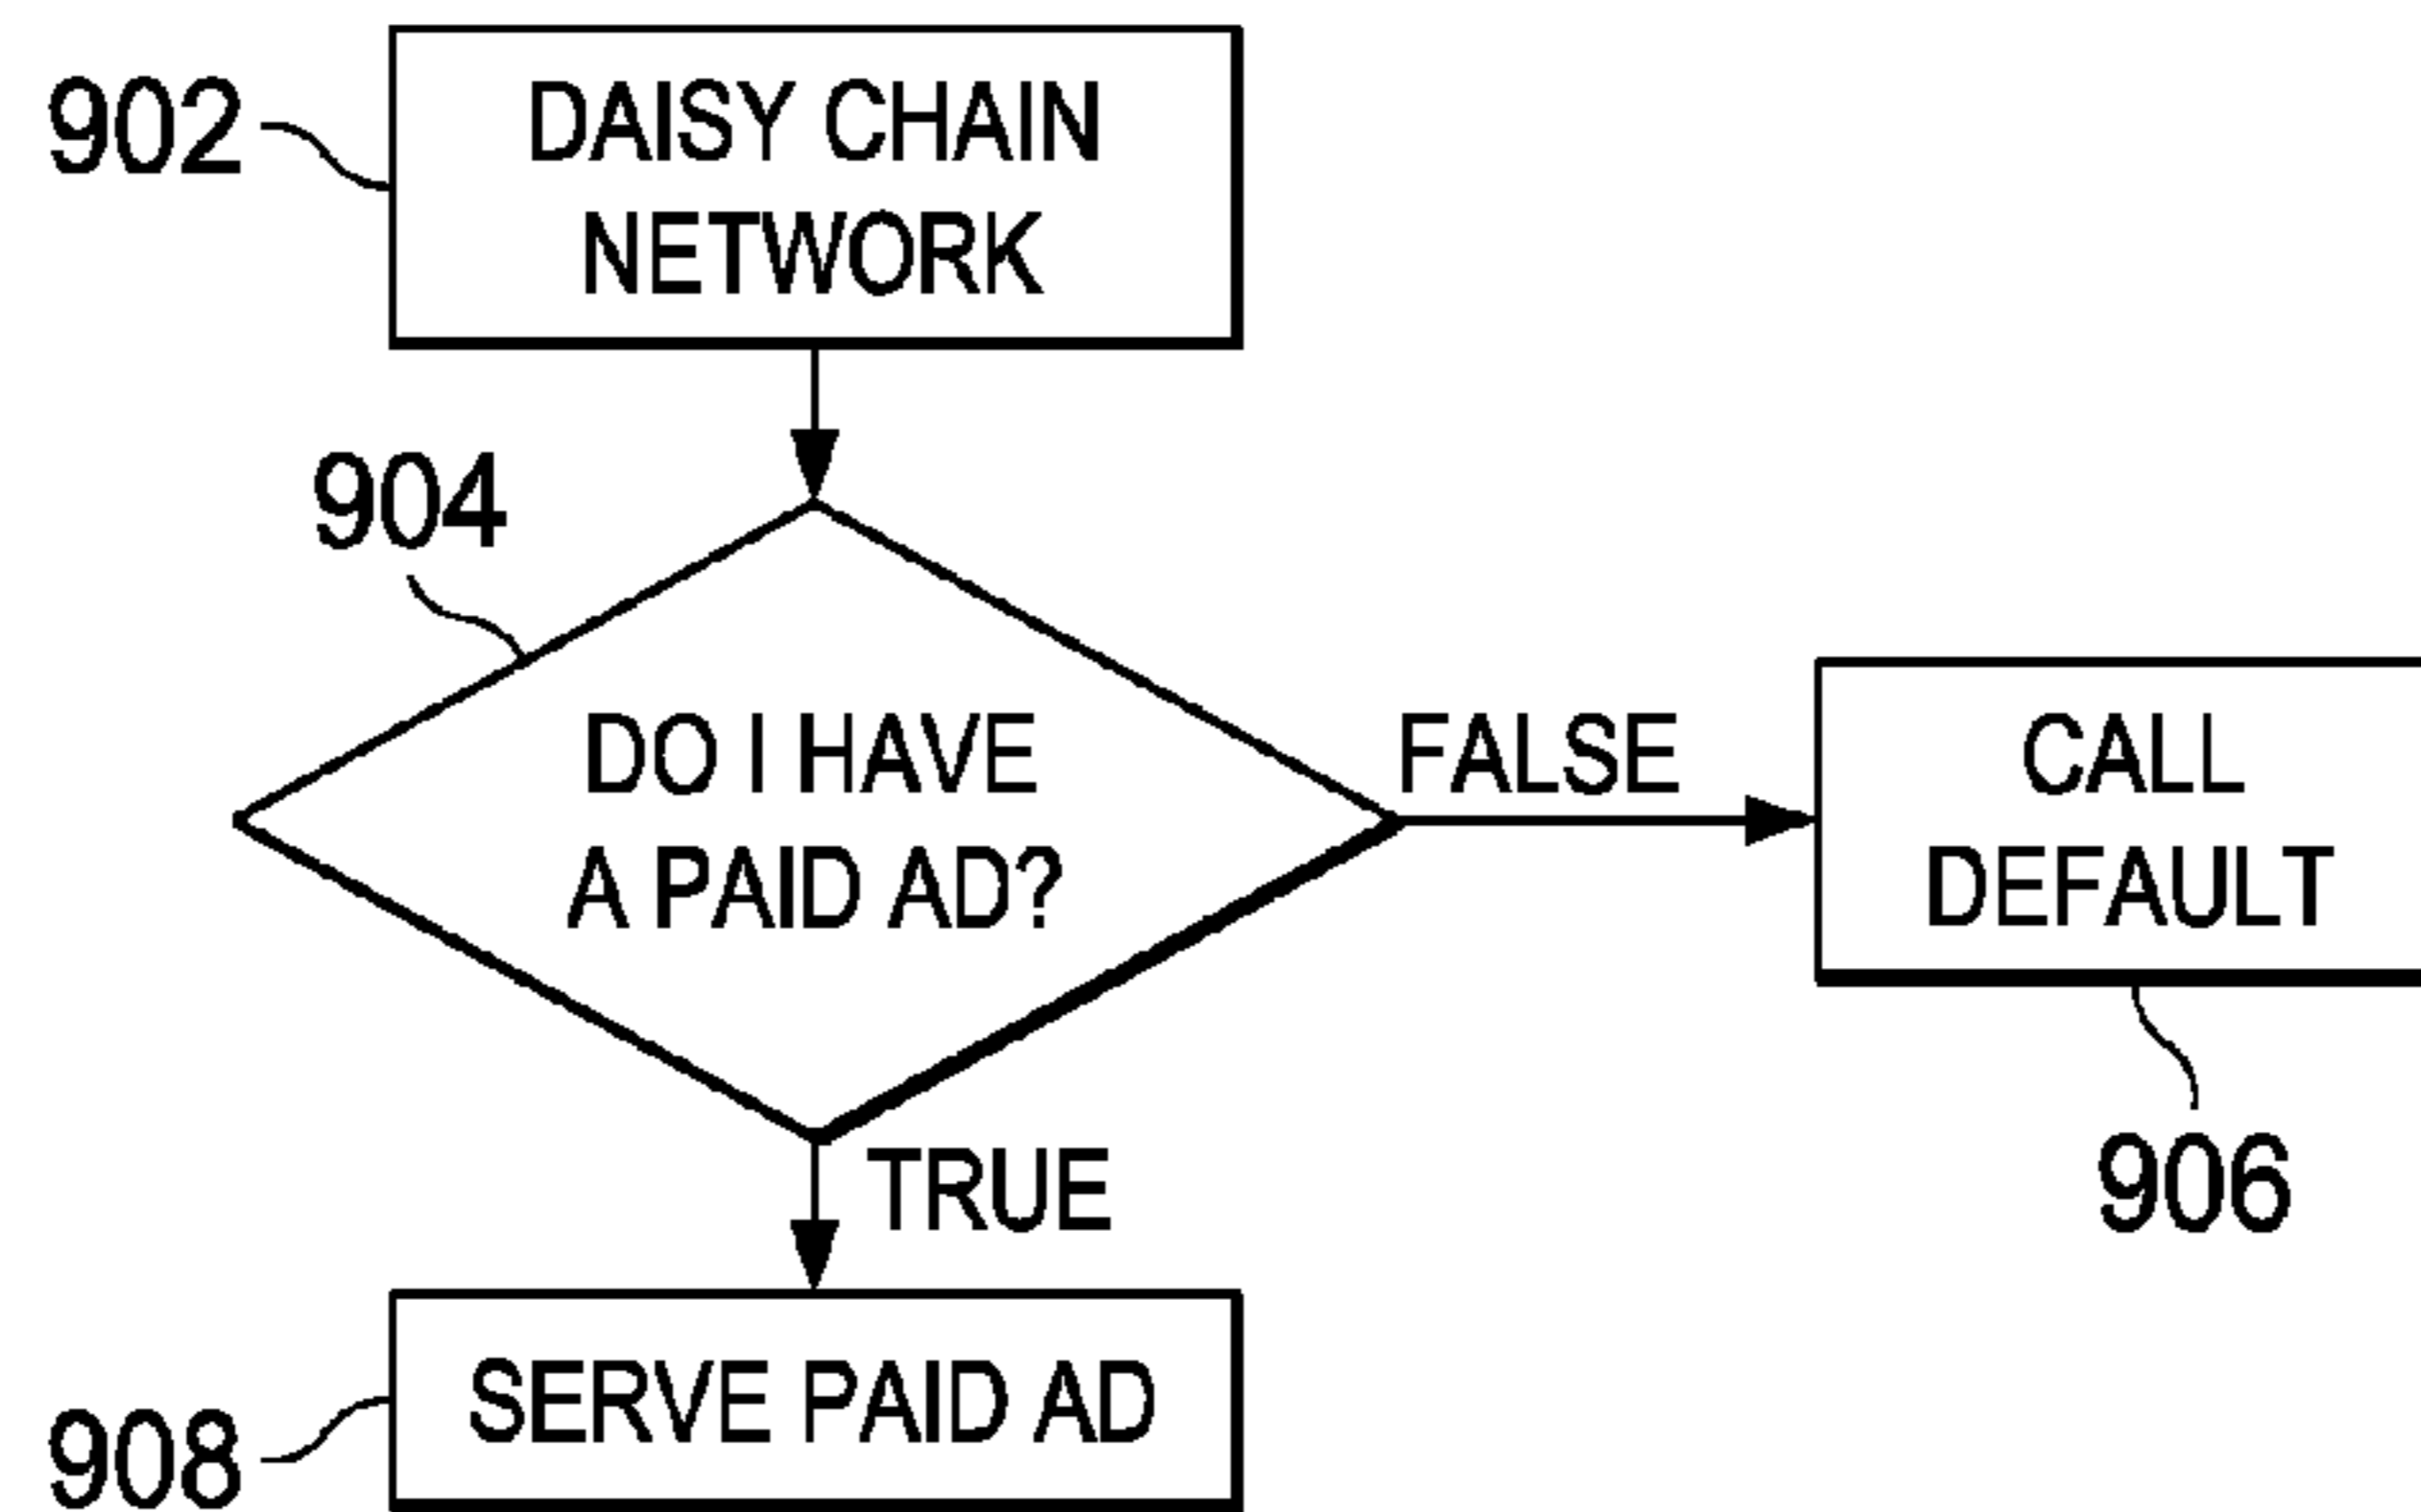 902
DAISY CHAIN
NETWORK
904
DO I HAVE
A PAID AD?
FALSE
CALL
DEFAULT
906
TRUE
908
SERVE PAID AD